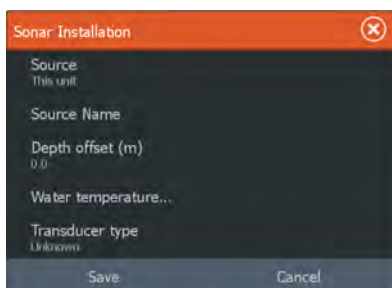 Sonar Installation
Source
This unit
Source Name
Depth offset (m)
0.0
Water temperature...
Transducer type
Unknown
Save Cancel